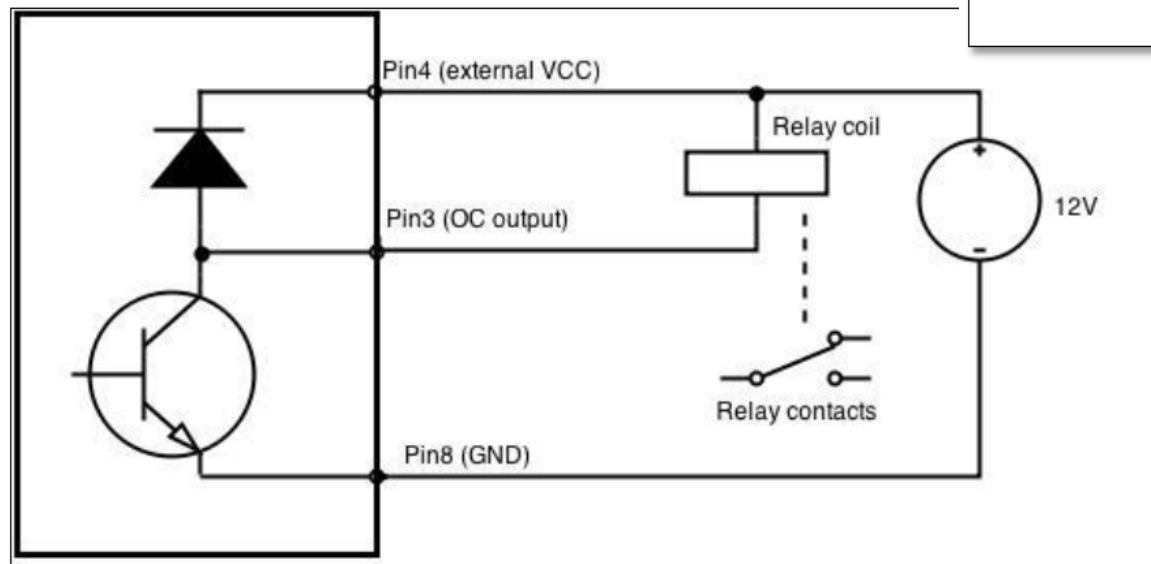 Pin4 (external VCC)
Relay coil
+
12V
Pin3 (OC output)
-
Relay contacts
Pin8 (GND)